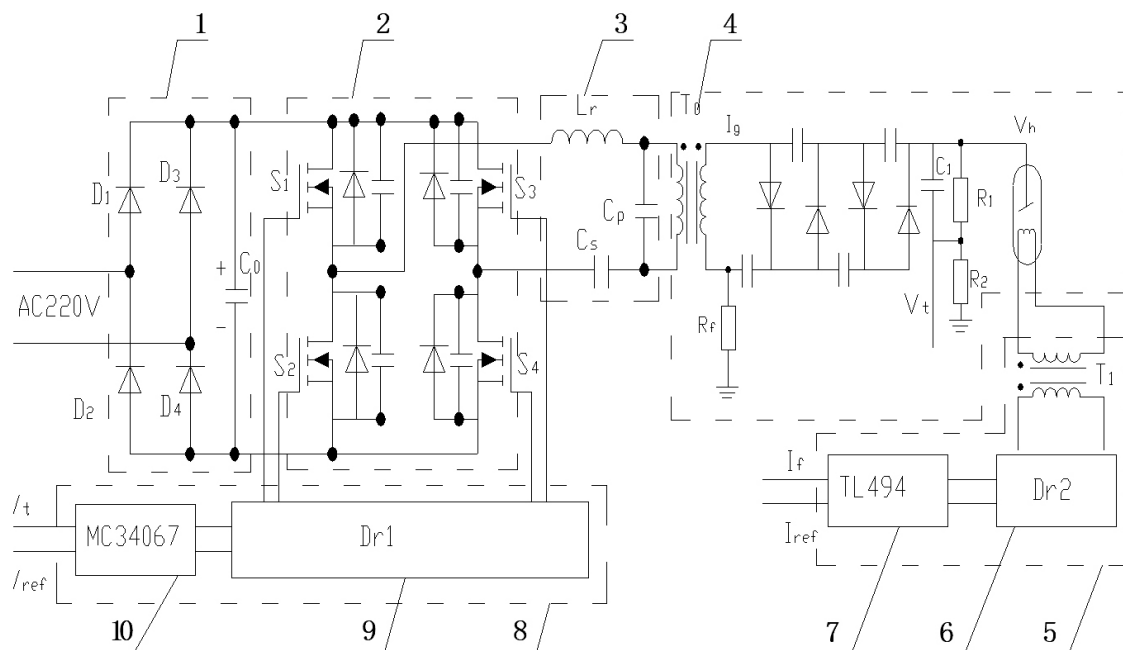 1
2
3
4
Lr
T0
Ig
Vh
D1
D3
S1
S3
Cp
Cs
C1
R1
R2
+
C0
-
AC220V
Vt
Rf
S2
S4
D2
D4
T1
If
TL494
Dr2
Iref
/t
MC34067
Dr1
/ref
10
9
8
7
6
5